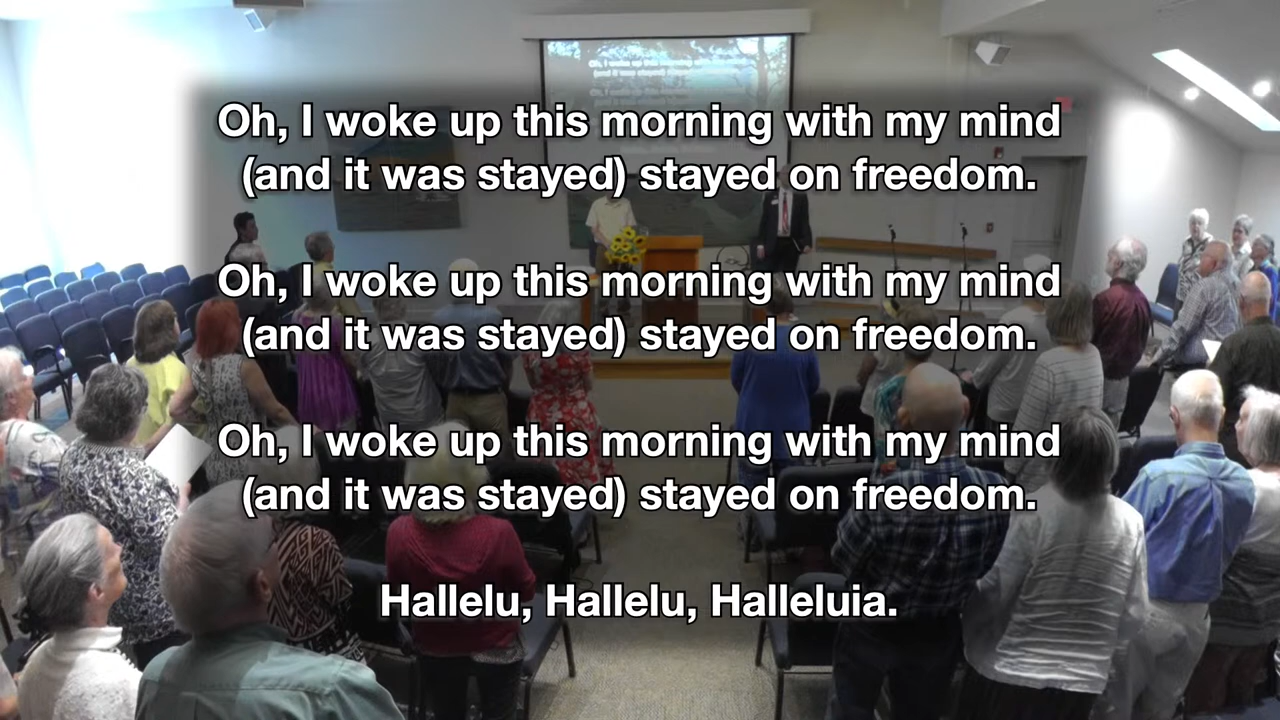 Oh, I woke up this morning with my mind
(and it was stayed) stayed on freedom.
Oh, I woke up this morning with my mind
(and it was stayed) stayed on freedom.
Oh, I woke up this morning with my mind
(and it was stayed) stayed on freedom.
Hallelu, Hallelu, Halleluia.